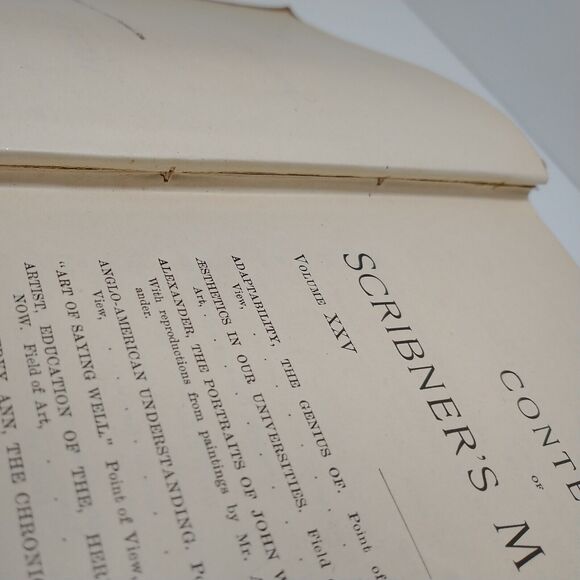 CONTE
OF
SCRIBNER'S M
VOLUME XXV
ADAPTABILITY, THE GENIUS OF. Point of
View, . . . . . .
ÆSTHETICS IN OUR UNIVERSITIES. Field
Art, . . . . . .
ALEXANDER, THE PORTRAITS OF JOHN W
With reproductions from paintings by Mr. A
ander.
ANGLO-AMERICAN UNDERSTANDING. P
View, . . . . .
"ART OF SAYING WELL." Point of View,
ARTIST, EDUCATION OF THE, HER
NOW. Field of Art, . .
ANN, THE CHRONIC